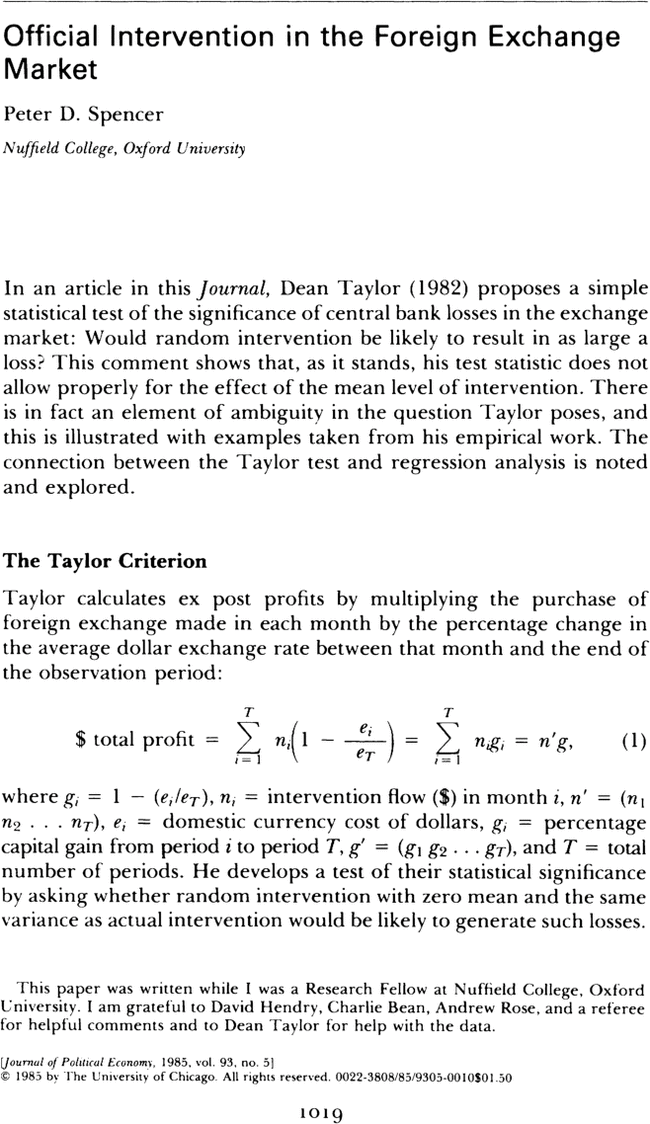 Official Intervention in the Foreign Exchange
Market
Peter D. Spencer
Nuffield College, Oxford University
In an article in this Journal, Dean Taylor (1982) proposes a simple
statistical test of the significance of central bank losses in the exchange
market: Would random intervention be likely to result in as large a
loss? This comment shows that, as it stands, his test statistic does not
allow properly for the effect of the mean level of intervention. There
is in fact an element of ambiguity in the question Taylor poses, and
this is illustrated with examples taken from his empirical work. The
connection between the Taylor test and regression analysis is noted
and explored.
The Taylor Criterion
Taylor calculates ex post profits by multiplying the purchase of
foreign exchange made in each month by the percentage change in
the average dollar exchange rate between that month and the end of
the observation period:
$ total profit = \sum_{i=1}^{T} n_i(1 - \frac{e_i}{e_T}) = \sum_{i=1}^{T} n_i g_i = n'g, (1)
where g_i = 1 - (e_i/e_T), n_i = intervention flow ($) in month i, n' = (n_1
n_2 . . . n_T), e_i = domestic currency cost of dollars, g_i = percentage
capital gain from period i to period T, g' = (g_1 g_2 . . . g_T), and T = total
number of periods. He develops a test of their statistical significance
by asking whether random intervention with zero mean and the same
variance as actual intervention would be likely to generate such losses.
This paper was written while I was a Research Fellow at Nuffield College, Oxford
University. I am grateful to David Hendry, Charlie Bean, Andrew Rose, and a referee
for helpful comments and to Dean Taylor for help with the data.
[Journal of Political Economy, 1985, vol. 93, no. 5]
© 1985 by The University of Chicago. All rights reserved. 0022-3808/85/9305-0010$01.50
1019